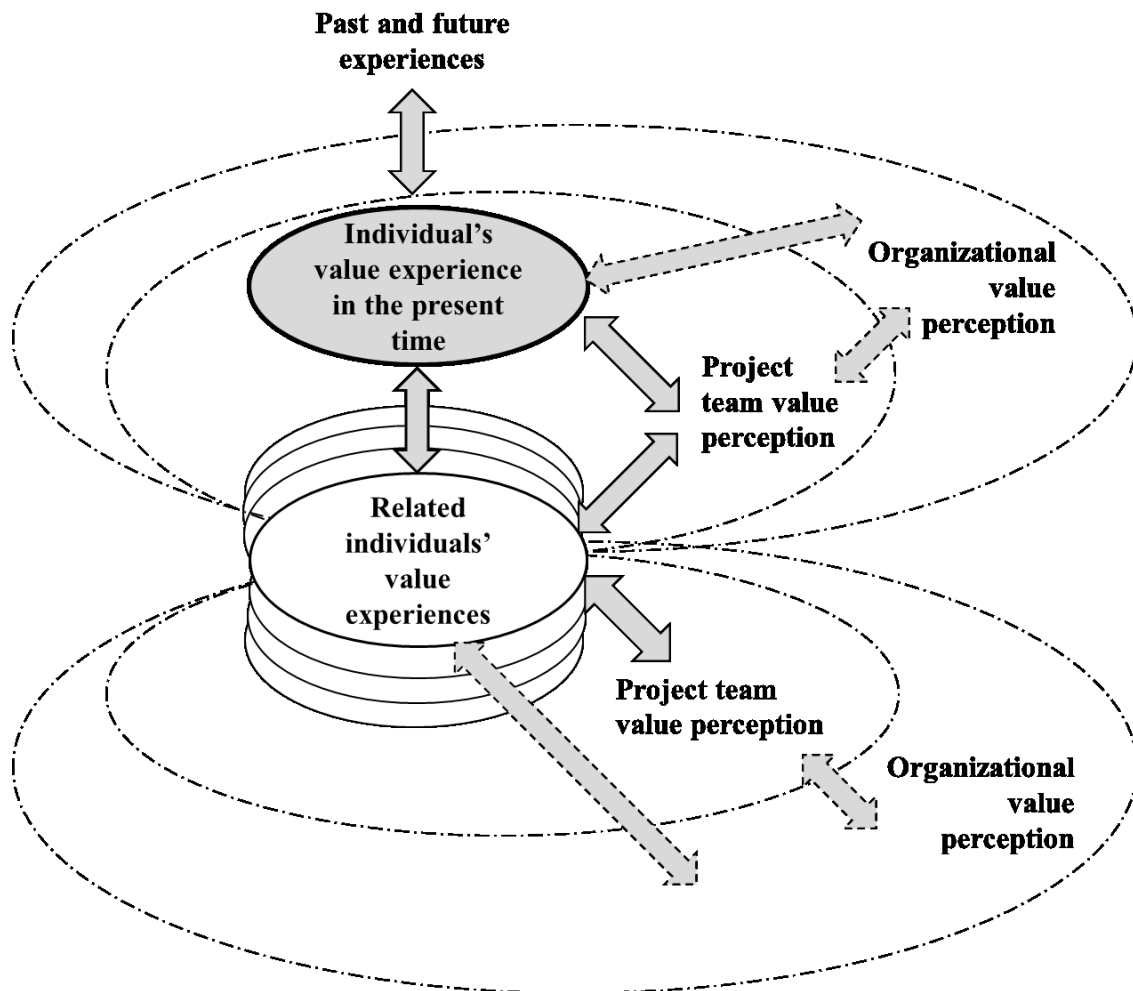 Past and future
experiences
Individual’s
value experience
in the present
time
Organizational
value
perception
Project
team value
perception
Related
individuals’
value
experiences
Project team
value perception
Organizational
value
perception